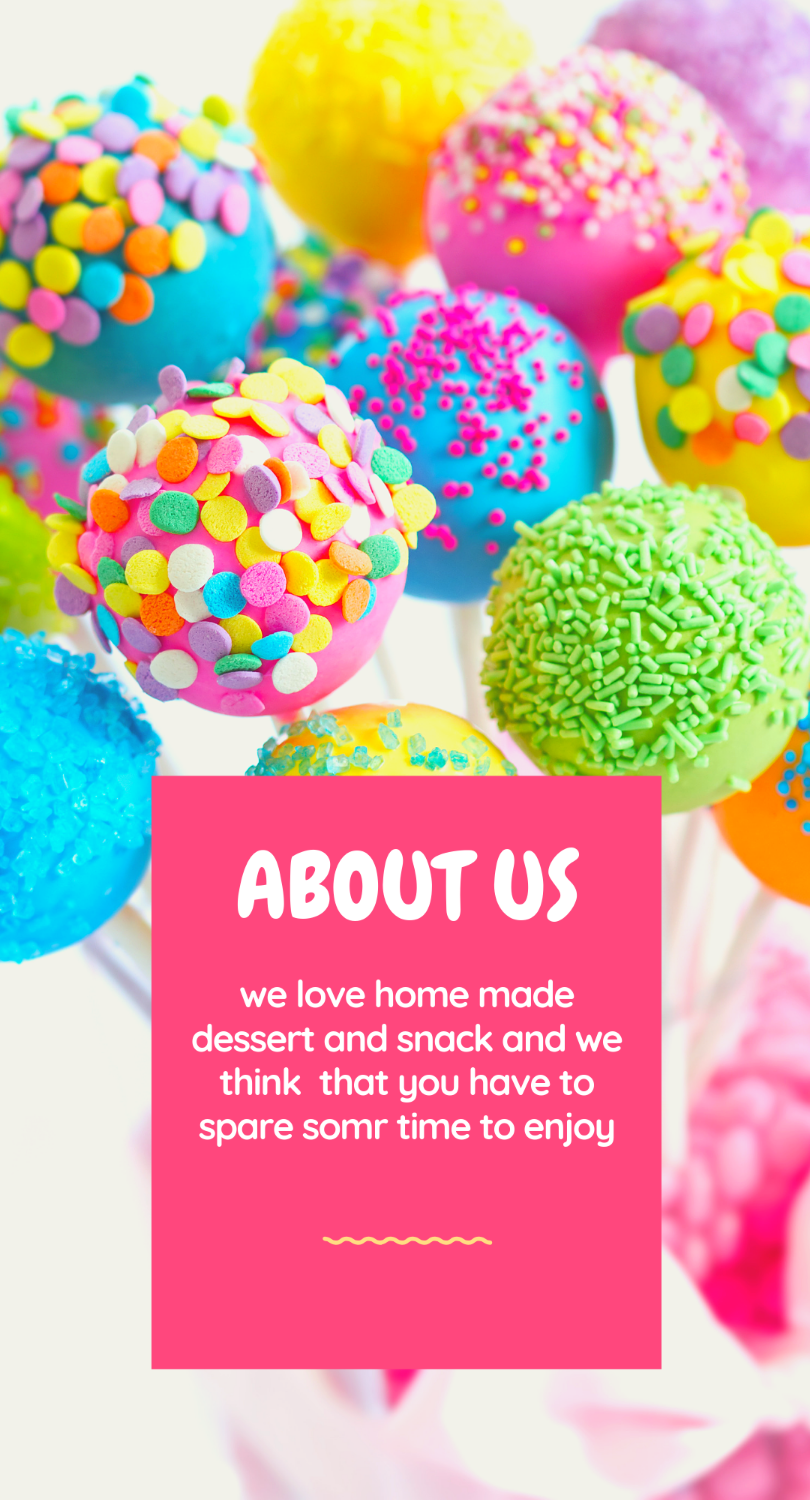 ABOUT US
we love home made
dessert and snack and we
think  that you have to
spare somr time to enjoy